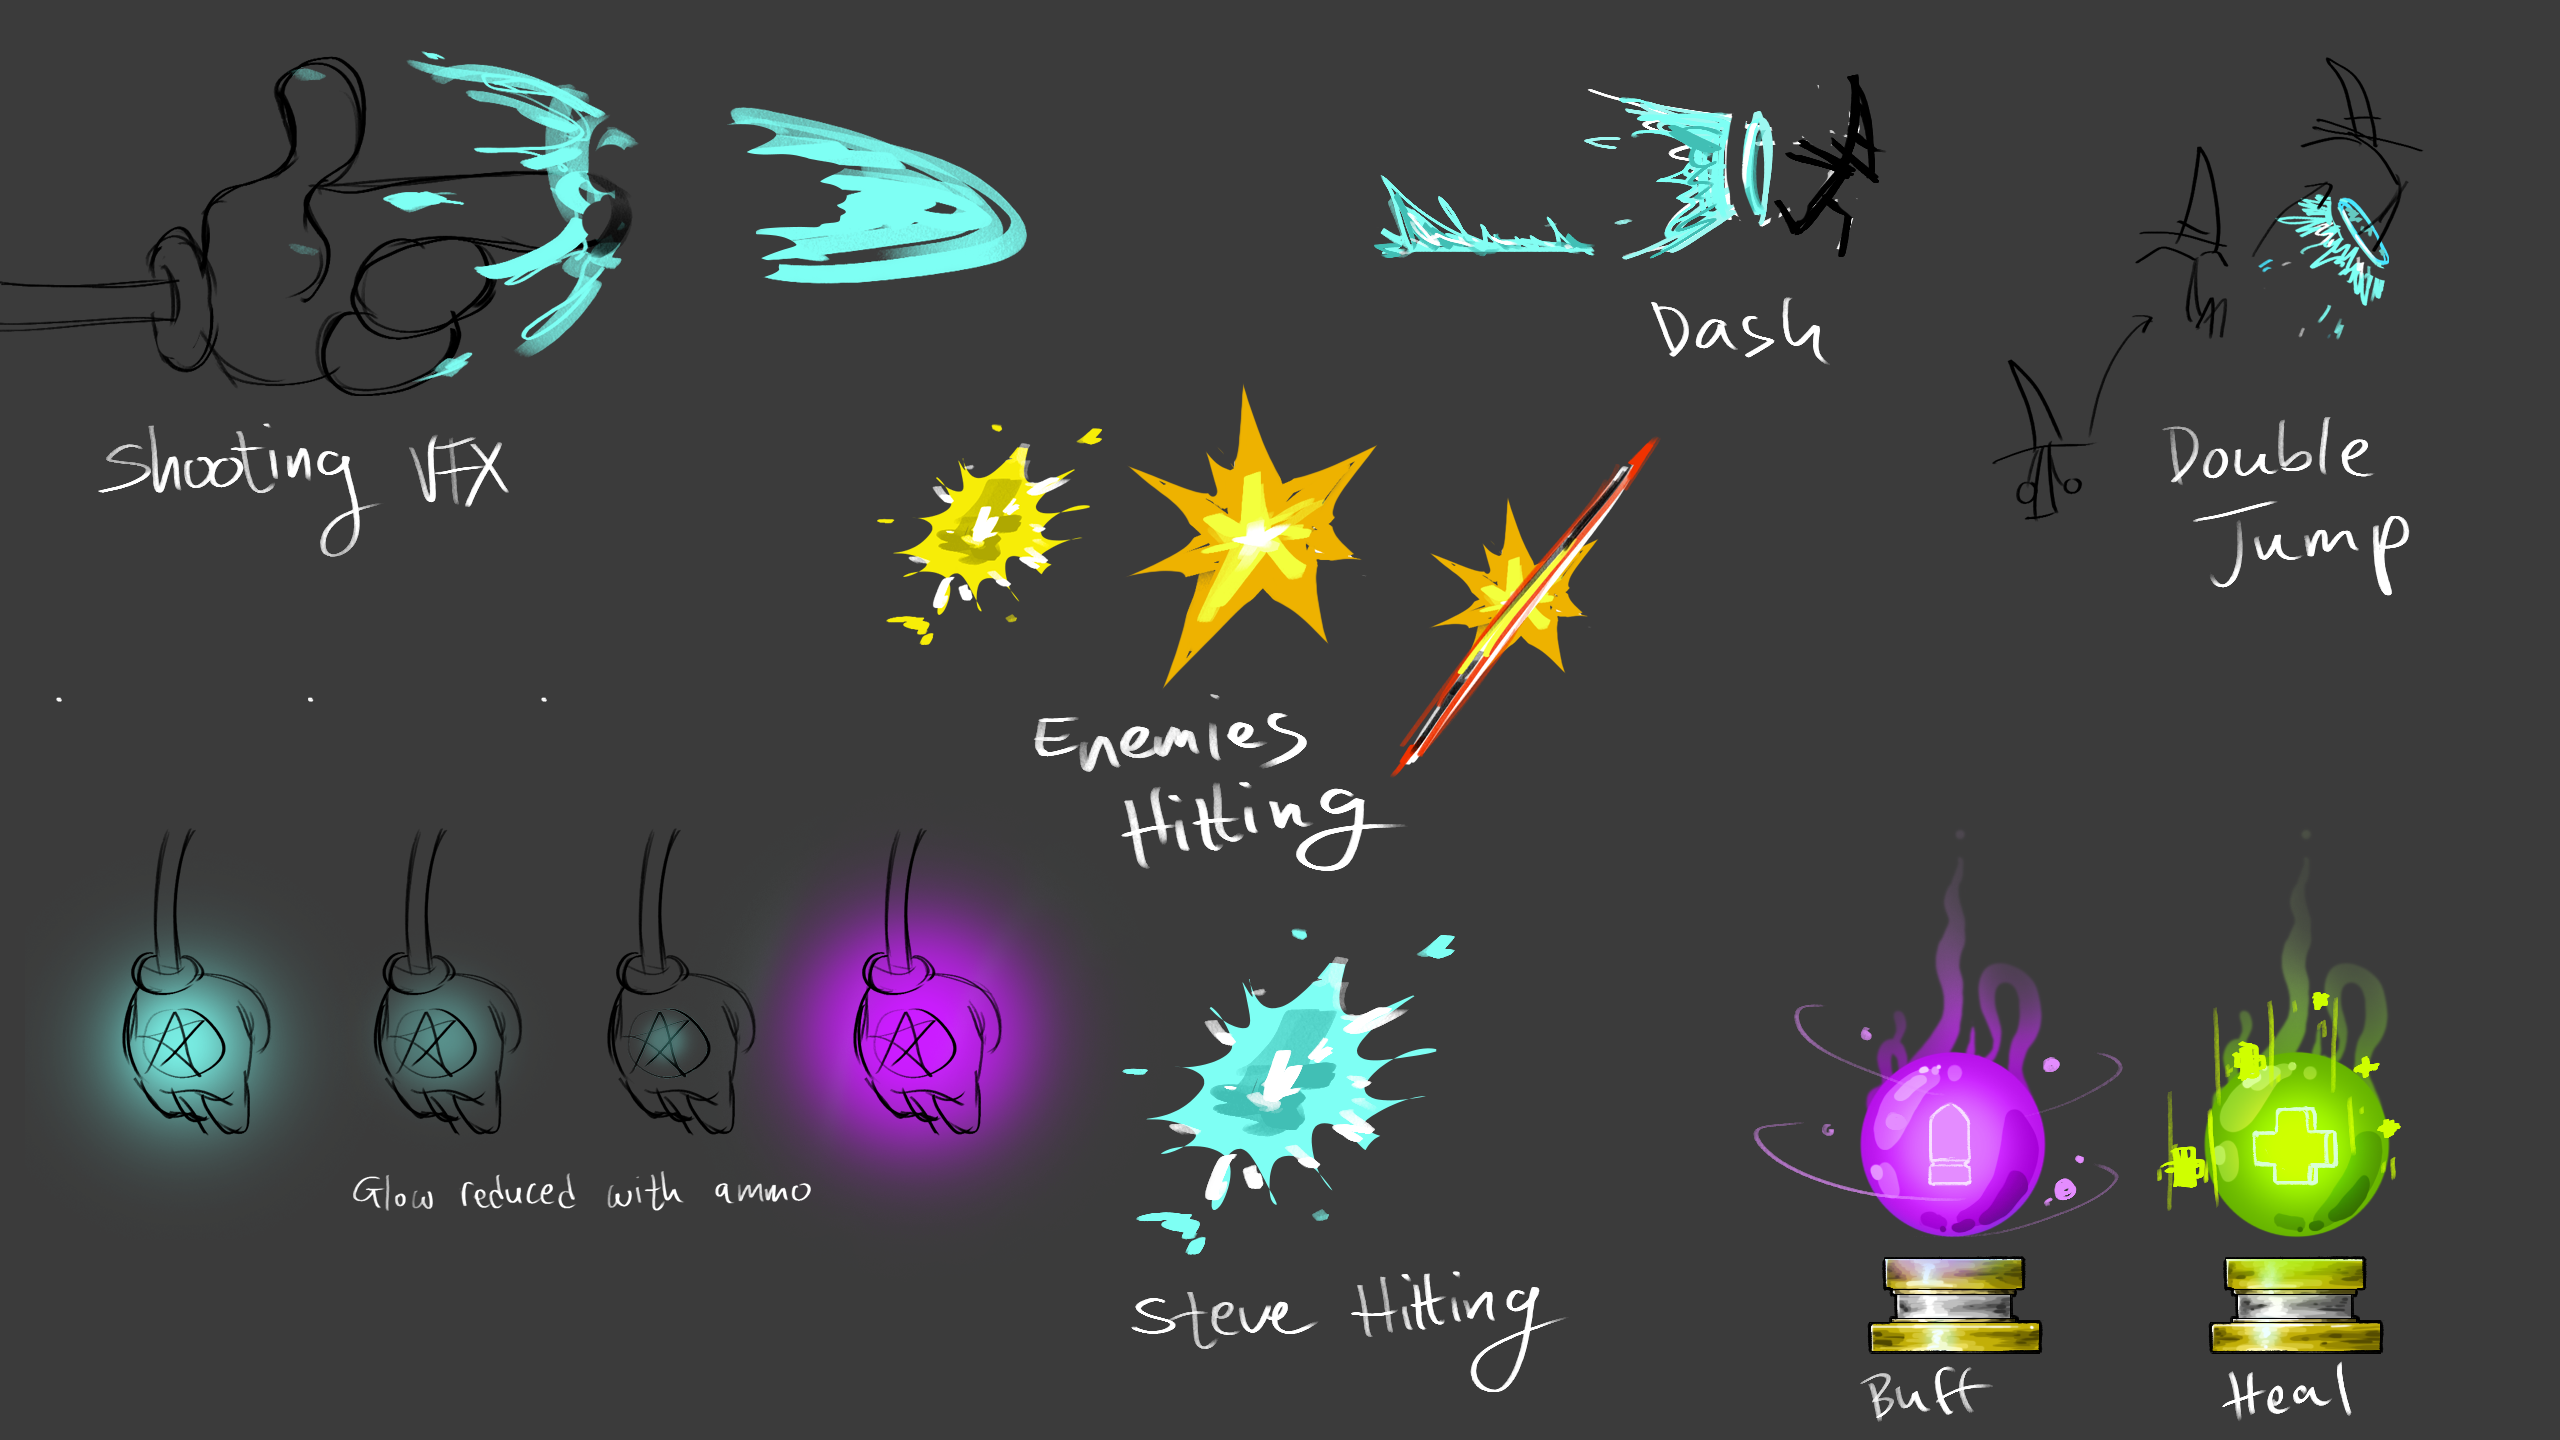 Dash
Shooting VFX
Double
Jump
Enemies
Hitting
Glow reduced with ammo
Steve Hitting
Buff
Heal